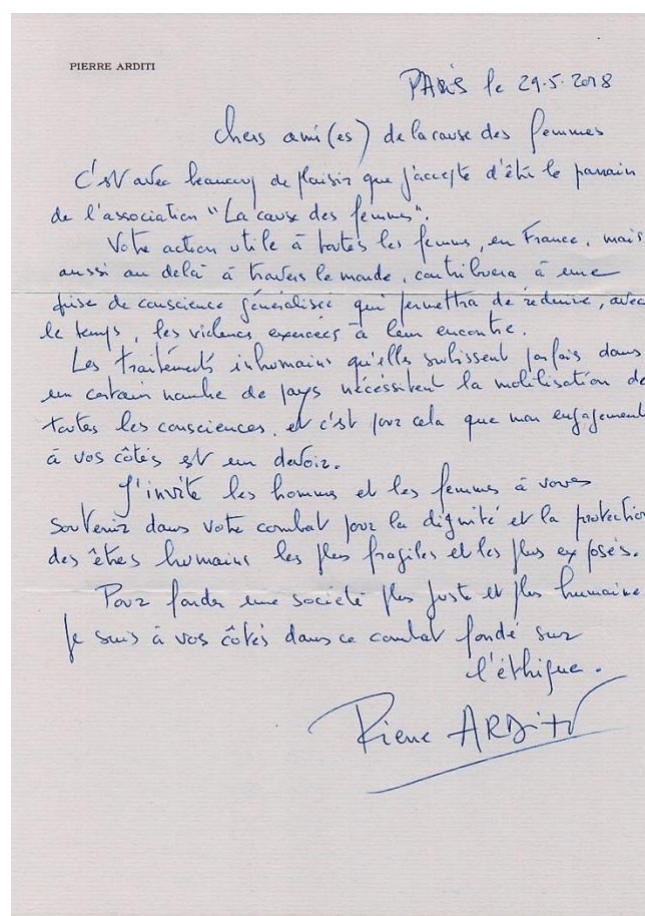 PIERRE ARDITI
PARIS le 29.5.2018
Chers ami(es) de la cause des femmes
C'est avec beaucoup de plaisir que j'accepte d'être le parrain
de l'association "La cause des femmes".
Votre action utile à toutes les femmes, en France, mais
aussi au delà à travers le monde, contribuera à une
prise de conscience généralisée qui permettra de réduire, avec
le temps, les violences exercées à leur encontre.
Les traitements inhumains qu'elles subissent parfois dans
un certain nombre de pays nécessitent la mobilisation de
toutes les consciences, et c'est pour cela que mon engagement
à vos côtés est un devoir.
J'invite les hommes et les femmes à vous
soutenir dans votre combat pour la dignité et la protection
des êtres humains les plus fragiles et les plus exposés.
Pour fonder une société plus juste et plus humaine
je suis à vos côtés dans ce combat fondé sur
l'éthique.
Pierre ARDITI